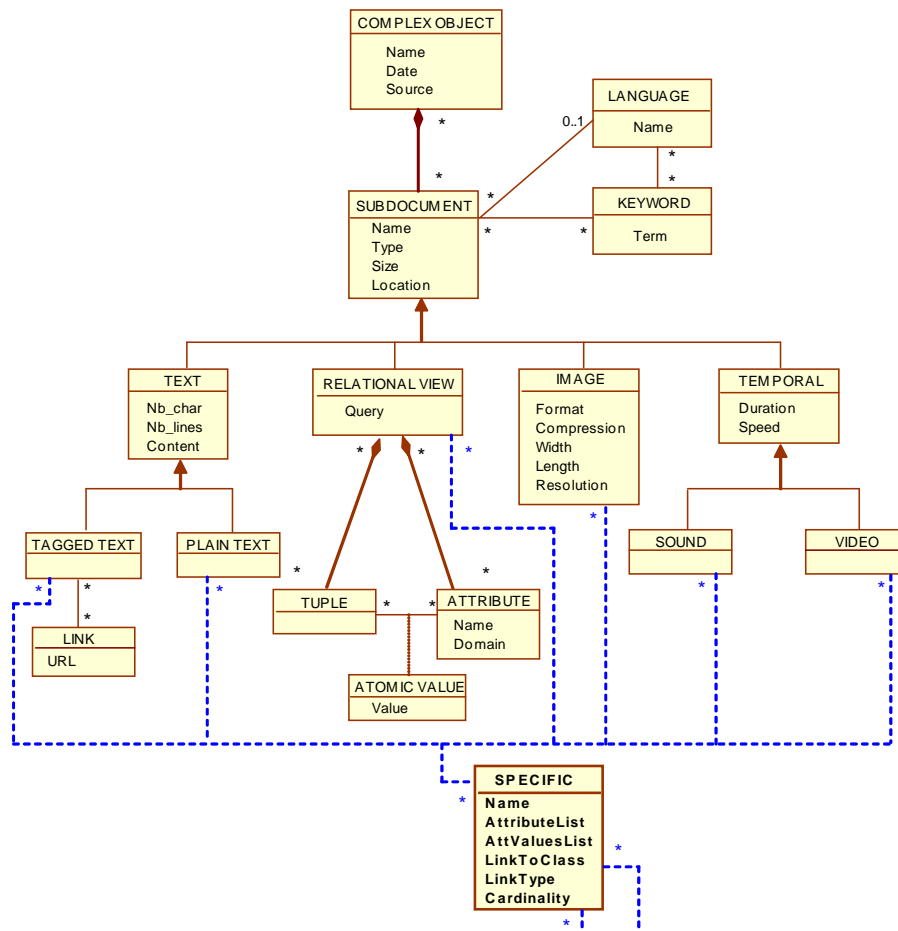 COMPLEX OBJECT
Name
Date
Source
*
*
LANGUAGE
Name
0..1
*
*
*
SUBDOCUMENT
Name
Type
Size
Location
*
*
KEYWORD
Term
TEXT
Nb_char
Nb_lines
Content
RELATIONAL VIEW
Query
*
*
*
IMAGE
Format
Compression
Width
Length
Resolution
*
TEMPORAL
Duration
Speed
TAGGED TEXT
*
*
PLAIN TEXT
*
SOUND
*
VIDEO
*
*
LINK
URL
*
TUPLE
*
*
*
ATTRIBUTE
Name
Domain
ATOMIC VALUE
Value
SPECIFIC
Name
AttributeList
AttValuesList
LinkToClass
LinkType
Cardinality
*
*
*